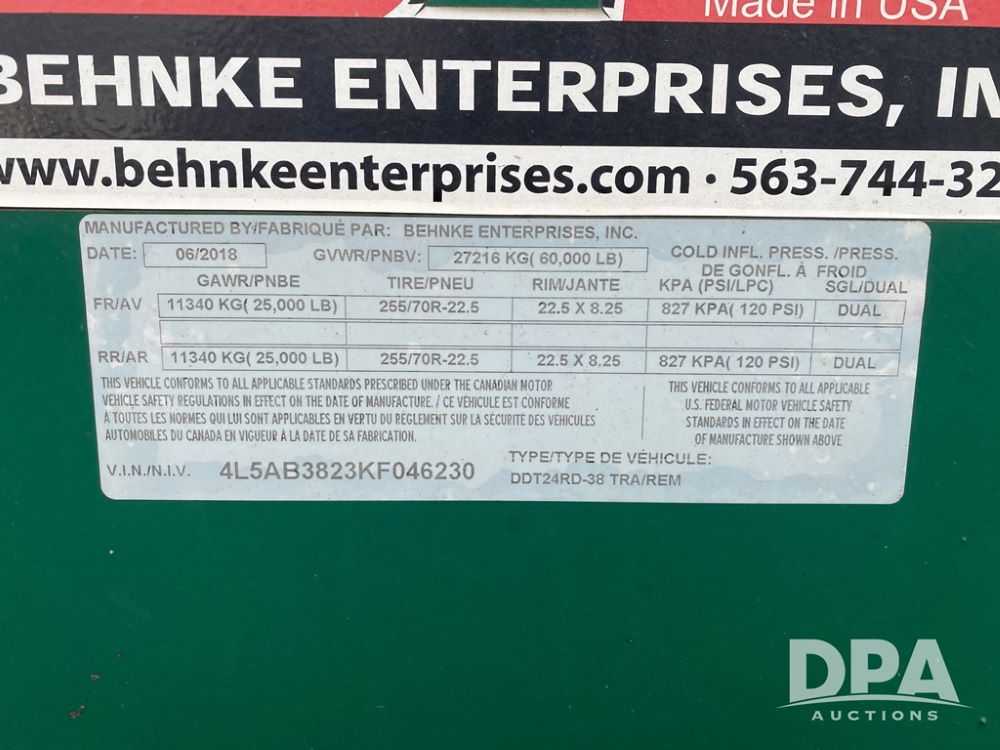 Made in USA
BEHNKE ENTERPRISES,
www.behnkeenterprises.com · 563-744-32
MANUFACTURED BY/FABRIQUÉ PAR: BEHNKE ENTERPRISES, INC.
DATE: 06/2018 GVWR/PNBV: 27216 KG( 60,000 LB) COLD INFL. PRESS. /PRESS.
DE GONFL. À FROID
GAWR/PNBE TIRE/PNEU RIM/JANTE KPA (PSI/LPC) SGL/DUAL
FR/AV 11340 KG( 25,000 LB) 255/70R-22.5 22.5 X 8.25 827 KPA( 120 PSI) DUAL
RR/AR 11340 KG( 25,000 LB) 255/70R-22.5 22.5 X 8.25 827 KPA( 120 PSI) DUAL
THIS VEHICLE CONFORMS TO ALL APPLICABLE STANDARDS PRESCRIBED UNDER THE CANADIAN MOTOR
VEHICLE SAFETY REGULATIONS IN EFFECT ON THE DATE OF MANUFACTURE. / CE VÉHICULE EST CONFORME
À TOUTES LES NORMES QUI LUI SONT APPLICABLES EN VERTU DU RÈGLEMENT SUR LA SÉCURITÉ DES VÉHICULES
AUTOMOBILES DU CANADA EN VIGUEUR À LA DATE DE SA FABRICATION.
THIS VEHICLE CONFORMS TO ALL APPLICABLE
U.S. FEDERAL MOTOR VEHICLE SAFETY
STANDARDS IN EFFECT ON THE DATE
OF MANUFACTURE SHOWN ABOVE
V.I.N./N.I.V. 4L5AB3823KF046230
TYPE/TYPE DE VÉHICULE:
DDT24RD-38 TRA/REM
DPA
AUCTIONS